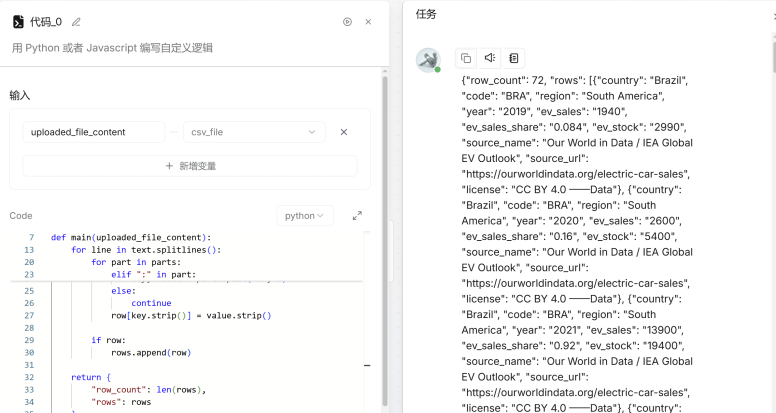 代码_0
用 Python 或者 Javascript 编写自定义逻辑
输入
uploaded_file_content
csv_file
新增变量
Code
python
7 def main(uploaded_file_content):
13 for line in text.splitlines():
20 for part in parts:
23 elif ":" in part:
25 else:
26 continue
27 row[key.strip()] = value.strip()
28
29 if row:
30 rows.append(row)
31
32 return {
33 "row_count": len(rows),
34 "rows": rows
任务
{"row_count": 72, "rows": [{"country": "Brazil",
"code": "BRA", "region": "South America",
"year": "2019", "ev_sales": "1940",
"ev_sales_share": "0.084", "ev_stock": "2990",
"source_name": "Our World in Data / IEA Global
EV Outlook", "source_url":
"https://ourworldindata.org/electric-car-sales",
"license": "CC BY 4.0 ——Data"}, {"country":
"Brazil", "code": "BRA", "region": "South
America", "year": "2020", "ev_sales": "2600",
"ev_sales_share": "0.16", "ev_stock": "5400",
"source_name": "Our World in Data / IEA Global
EV Outlook", "source_url":
"https://ourworldindata.org/electric-car-sales",
"license": "CC BY 4.0 ——Data"}, {"country":
"Brazil", "code": "BRA", "region": "South
America", "year": "2021", "ev_sales": "13900",
"ev_sales_share": "0.92", "ev_stock": "19400",
"source_name": "Our World in Data / IEA Global
EV Outlook", "source_url":
"https://ourworldindata.org/electric-car-sales",
"license": "CC BY 4.0 ——Data"}, {"country":